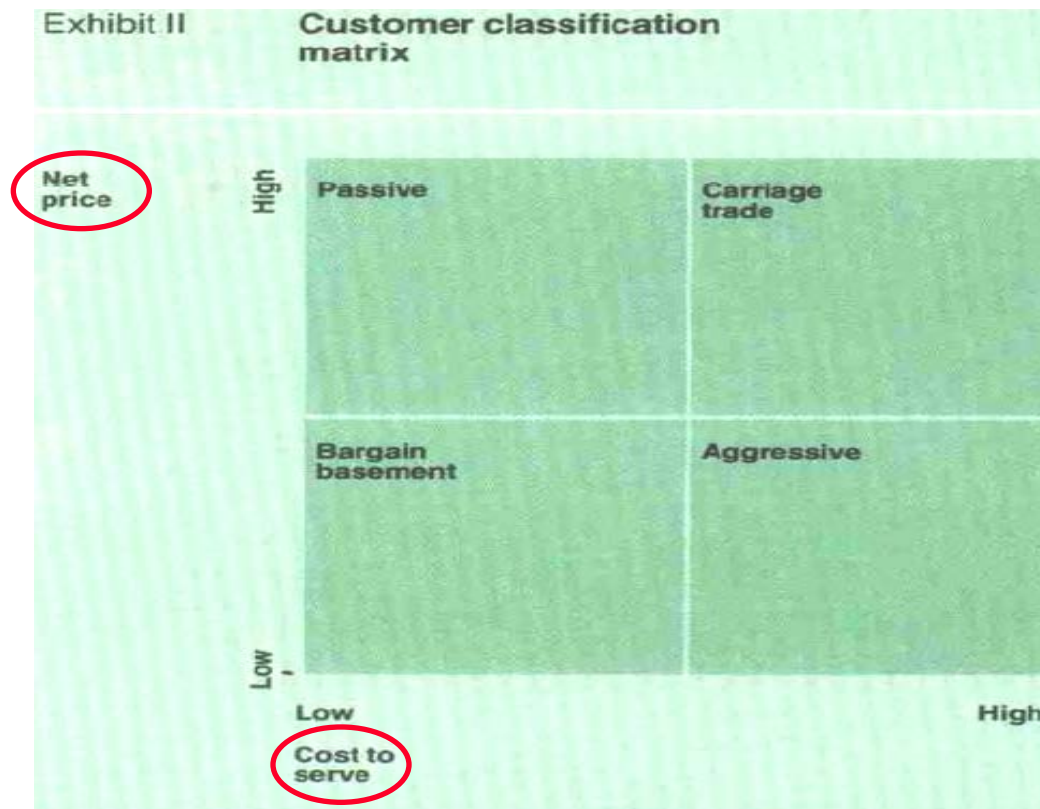 Exhibit II
Customer classification
matrix
Net
price
High
Passive
Carriage
trade
Bargain
basement
Aggressive
Low
Low
High
Cost to
serve